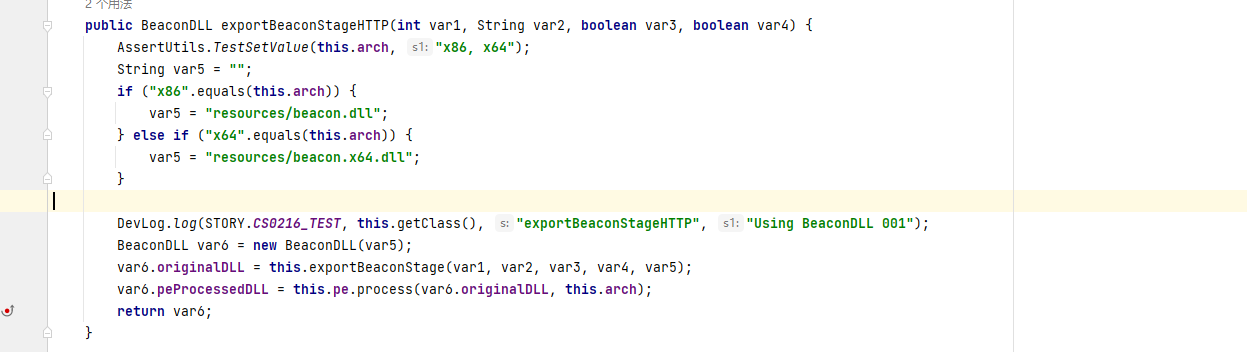 2 个用法
public BeaconDLL exportBeaconStageHTTP(int var1, String var2, boolean var3, boolean var4) {
AssertUtils.TestSetValue(this.arch, s1: "x86, x64");
String var5 = "";
if ("x86".equals(this.arch)) {
var5 = "resources/beacon.dll";
} else if ("x64".equals(this.arch)) {
var5 = "resources/beacon.x64.dll";
}
DevLog.log(STORY.CS0216_TEST, this.getClass(), s: "exportBeaconStageHTTP", s1: "Using BeaconDLL 001");
BeaconDLL var6 = new BeaconDLL(var5);
var6.originalDLL = this.exportBeaconStage(var1, var2, var3, var4, var5);
var6.peProcessedDLL = this.pe.process(var6.originalDLL, this.arch);
return var6;
}